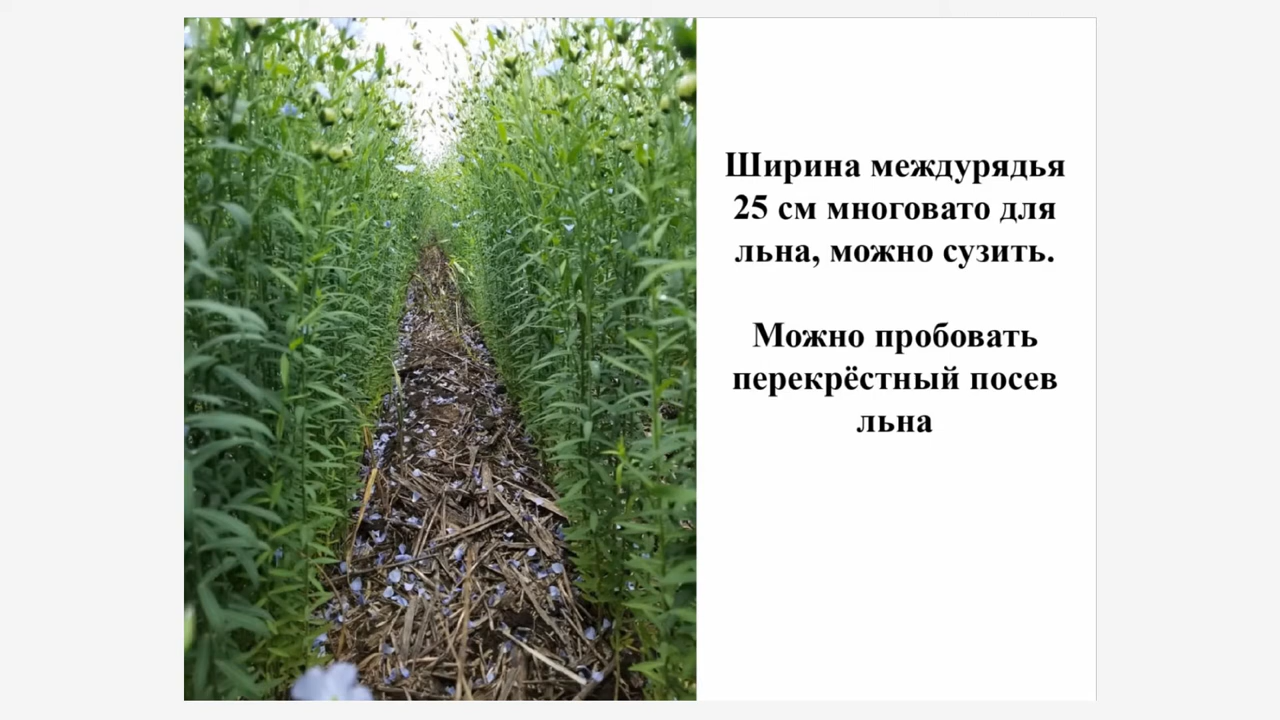 Ширина междурядья
25 см многовато для
льна, можно сузить.
Можно пробовать
перекрёстный посев
льна